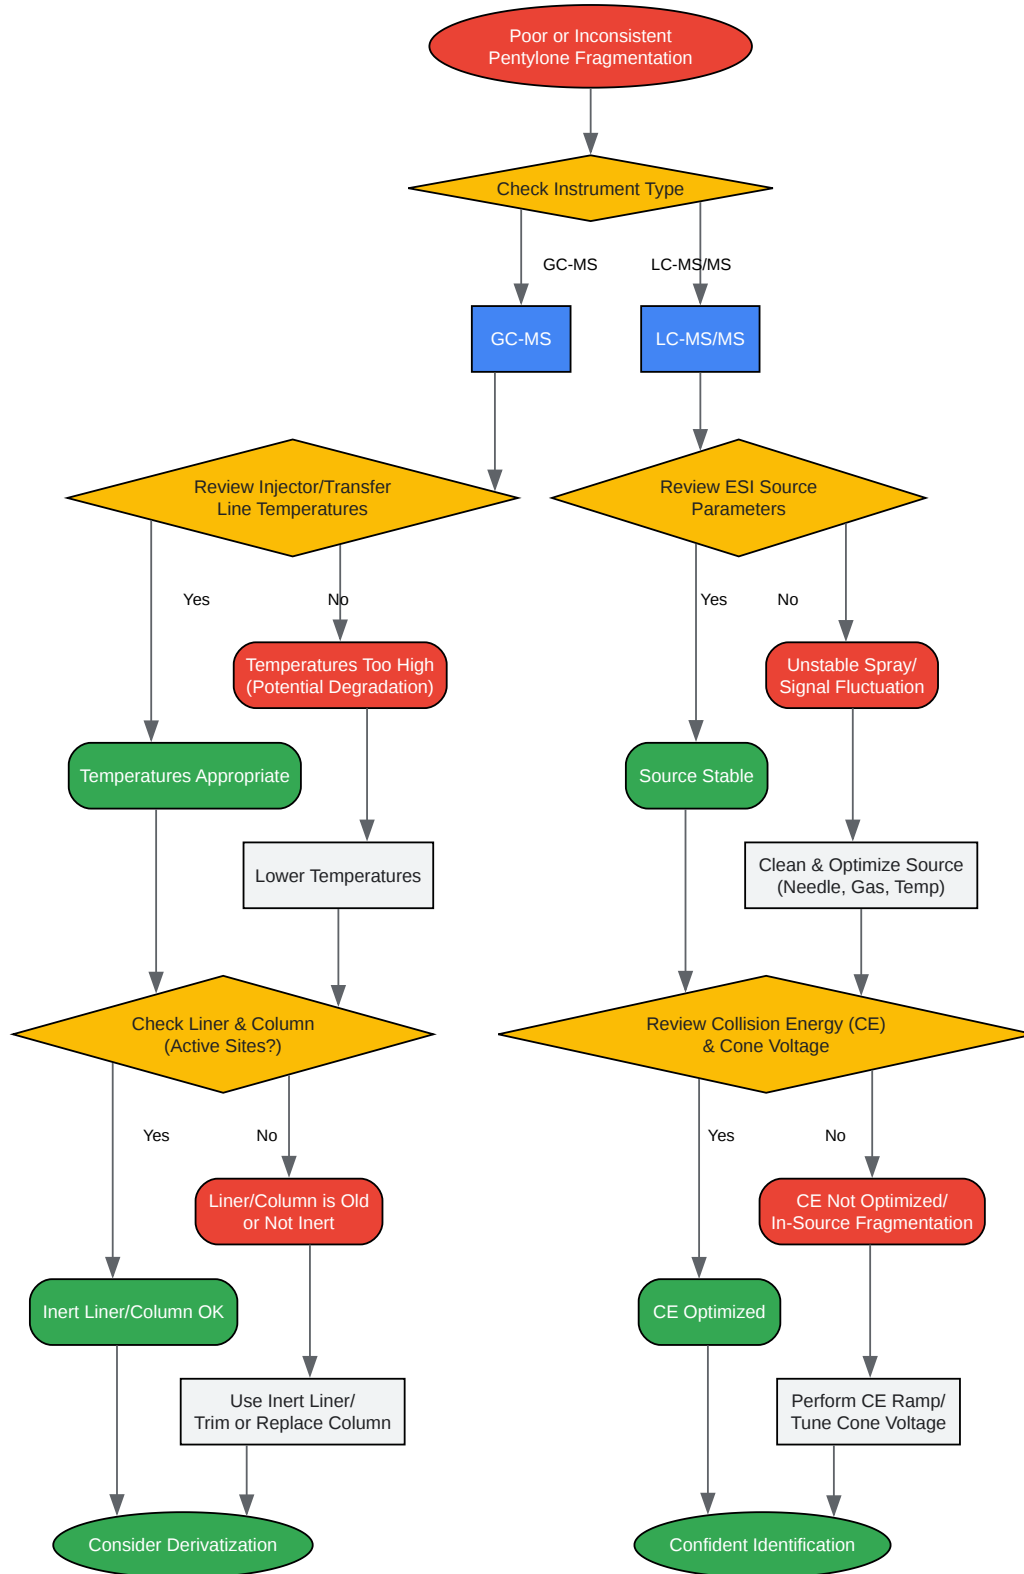 Poor or Inconsistent
Pentylone Fragmentation
Check Instrument Type
GC-MS
LC-MS/MS
GC-MS
LC-MS/MS
Review Injector/Transfer
Line Temperatures
Review ESI Source
Parameters
Yes
No
Yes
No
Temperatures Too High
(Potential Degradation)
Unstable Spray/
Signal Fluctuation
Temperatures Appropriate
Source Stable
Lower Temperatures
Clean & Optimize Source
(Needle, Gas, Temp)
Check Liner & Column
(Active Sites?)
Review Collision Energy (CE)
& Cone Voltage
Yes
No
Yes
No
Liner/Column is Old
or Not Inert
CE Not Optimized/
In-Source Fragmentation
Inert Liner/Column OK
CE Optimized
Use Inert Liner/
Trim or Replace Column
Perform CE Ramp/
Tune Cone Voltage
Consider Derivatization
Confident Identification